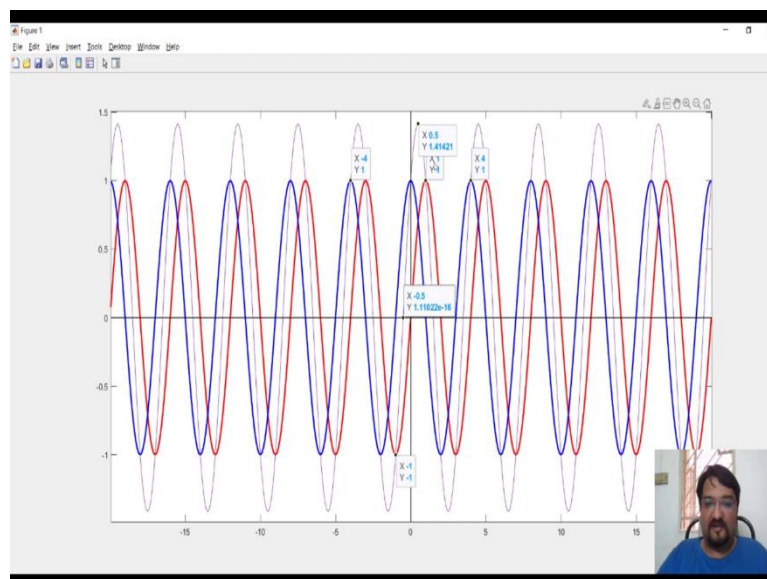 Figure 1
File Edit View Insert Tools Desktop Window Help
1.5
X 0.5
Y 1.41421
X -4
Y 1
X 1
Y 1
X 4
Y 1
1
0.5
X -0.5
Y 1.11022e-16
0
-0.5
-1
X -1
Y -1
-15 -10 -5 0 5 10 15